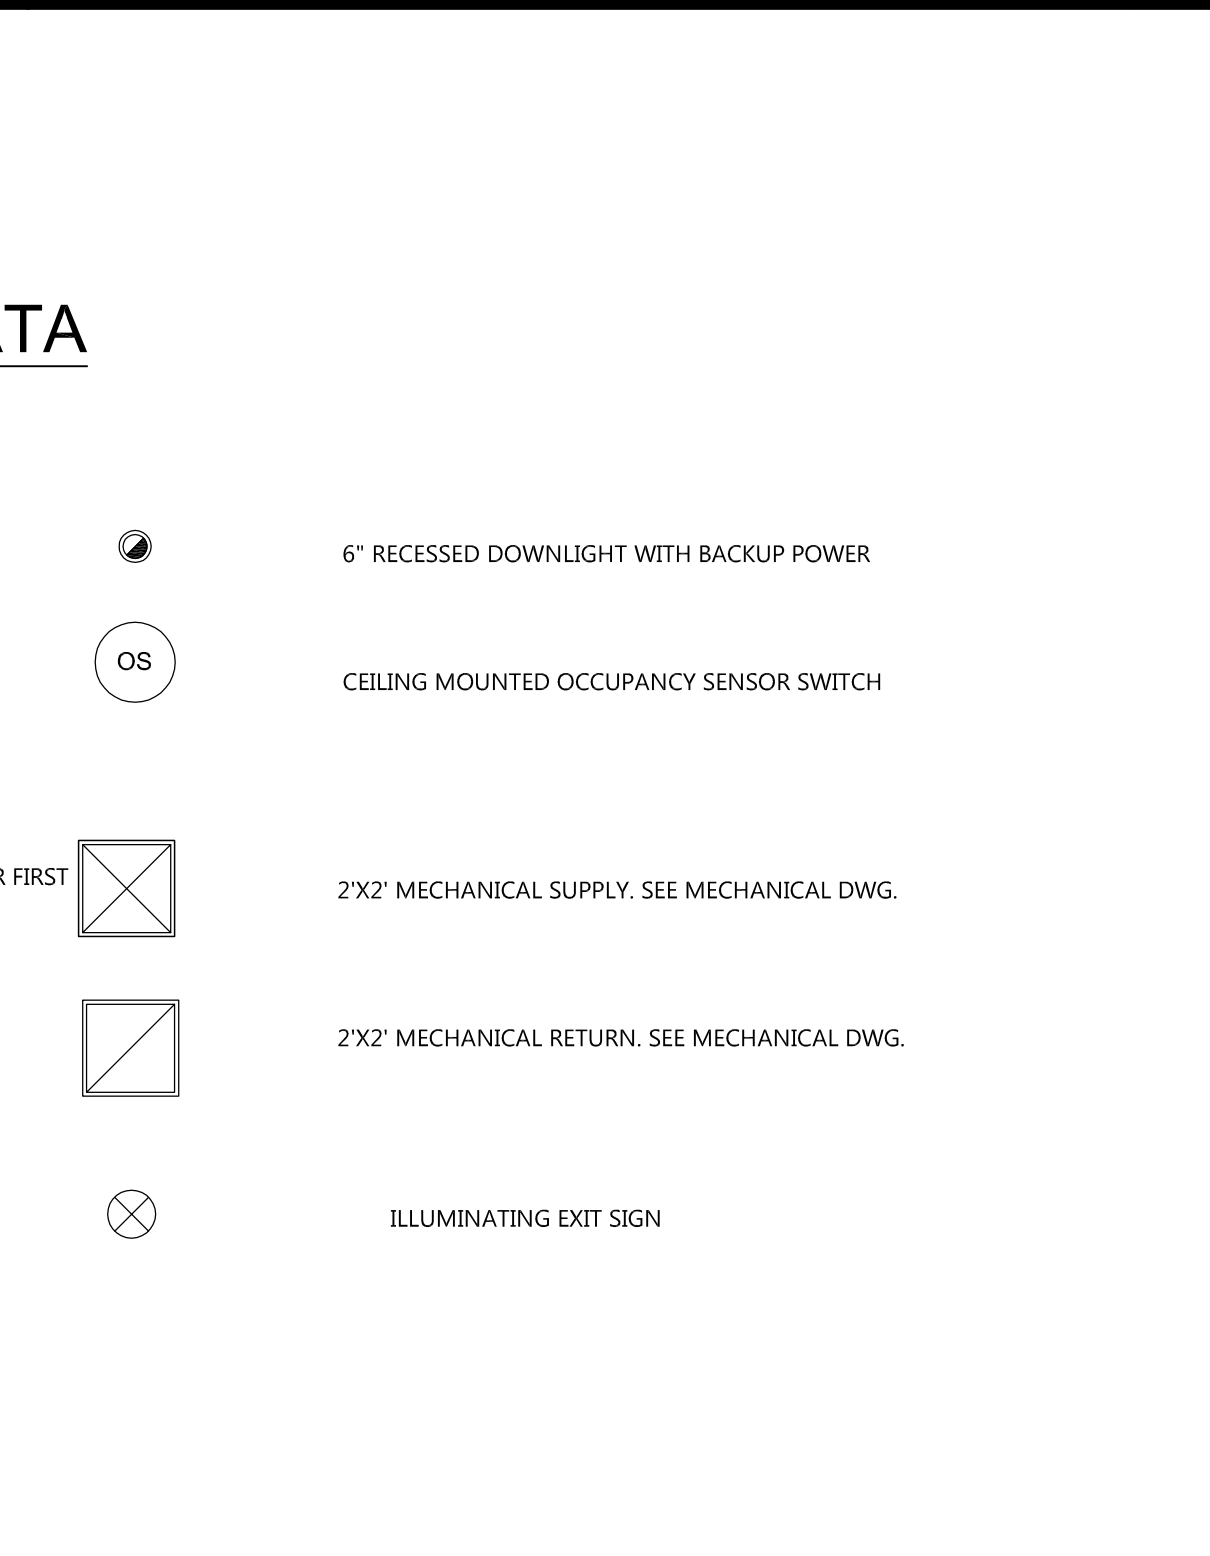 ATA
6" RECESSED DOWNLIGHT WITH BACKUP POWER
OS
CEILING MOUNTED OCCUPANCY SENSOR SWITCH
R FIRST
2'X2' MECHANICAL SUPPLY. SEE MECHANICAL DWG.
2'X2' MECHANICAL RETURN. SEE MECHANICAL DWG.
ILLUMINATING EXIT SIGN